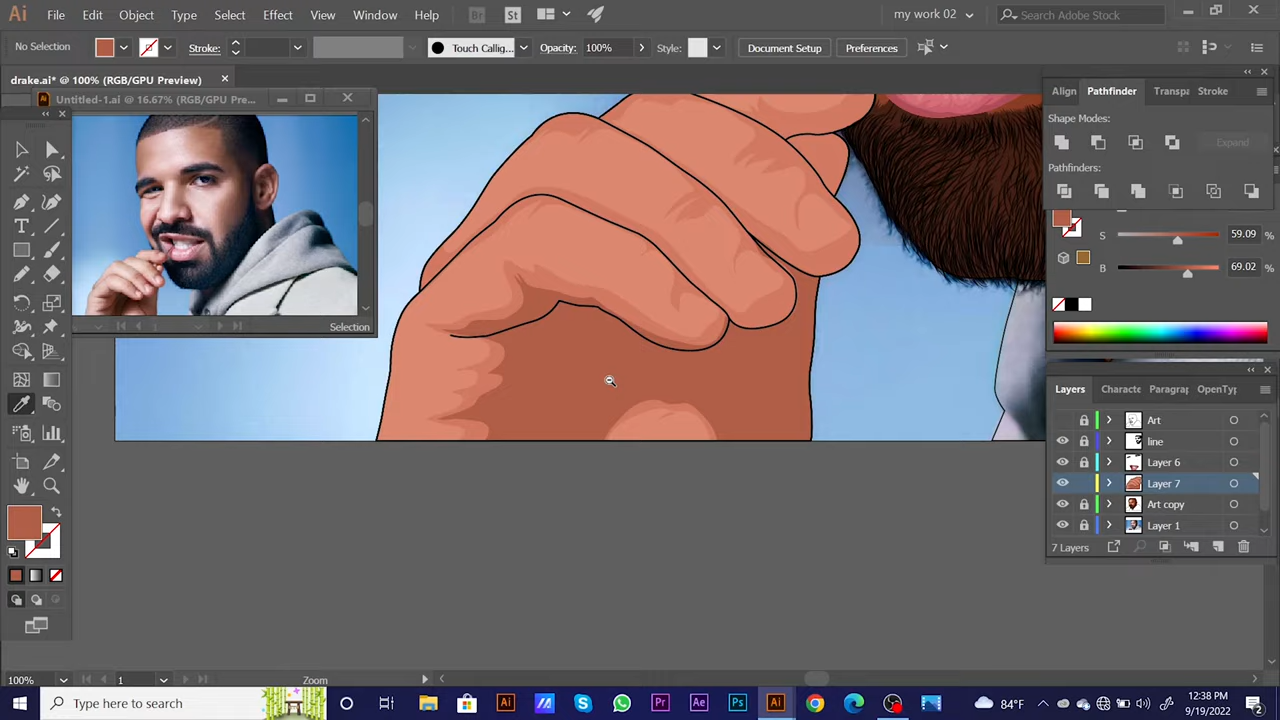 Ai File Edit Object Type Select Effect View Window Help Br St my work 02 Search Adobe Stock
No Selection Stroke: Touch Callig... Opacity: 100% Style: Document Setup Preferences
drake.ai* @ 100% (RGB/GPU Preview)
Untitled-1.ai @ 16.67% (RGB/GPU Pre...
Align Pathfinder Transpa Stroke
Shape Modes:
Expand
Pathfinders:
S 59.09 %
B 69.02 %
Selection
Layers Characte Paragra OpenTy
Art
line
Layer 6
Layer 7
Art copy
Layer 1
7 Layers
100% 1 Zoom
Type here to search Ai Pr Ae Ps Ai 84°F 12:38 PM
9/19/2022